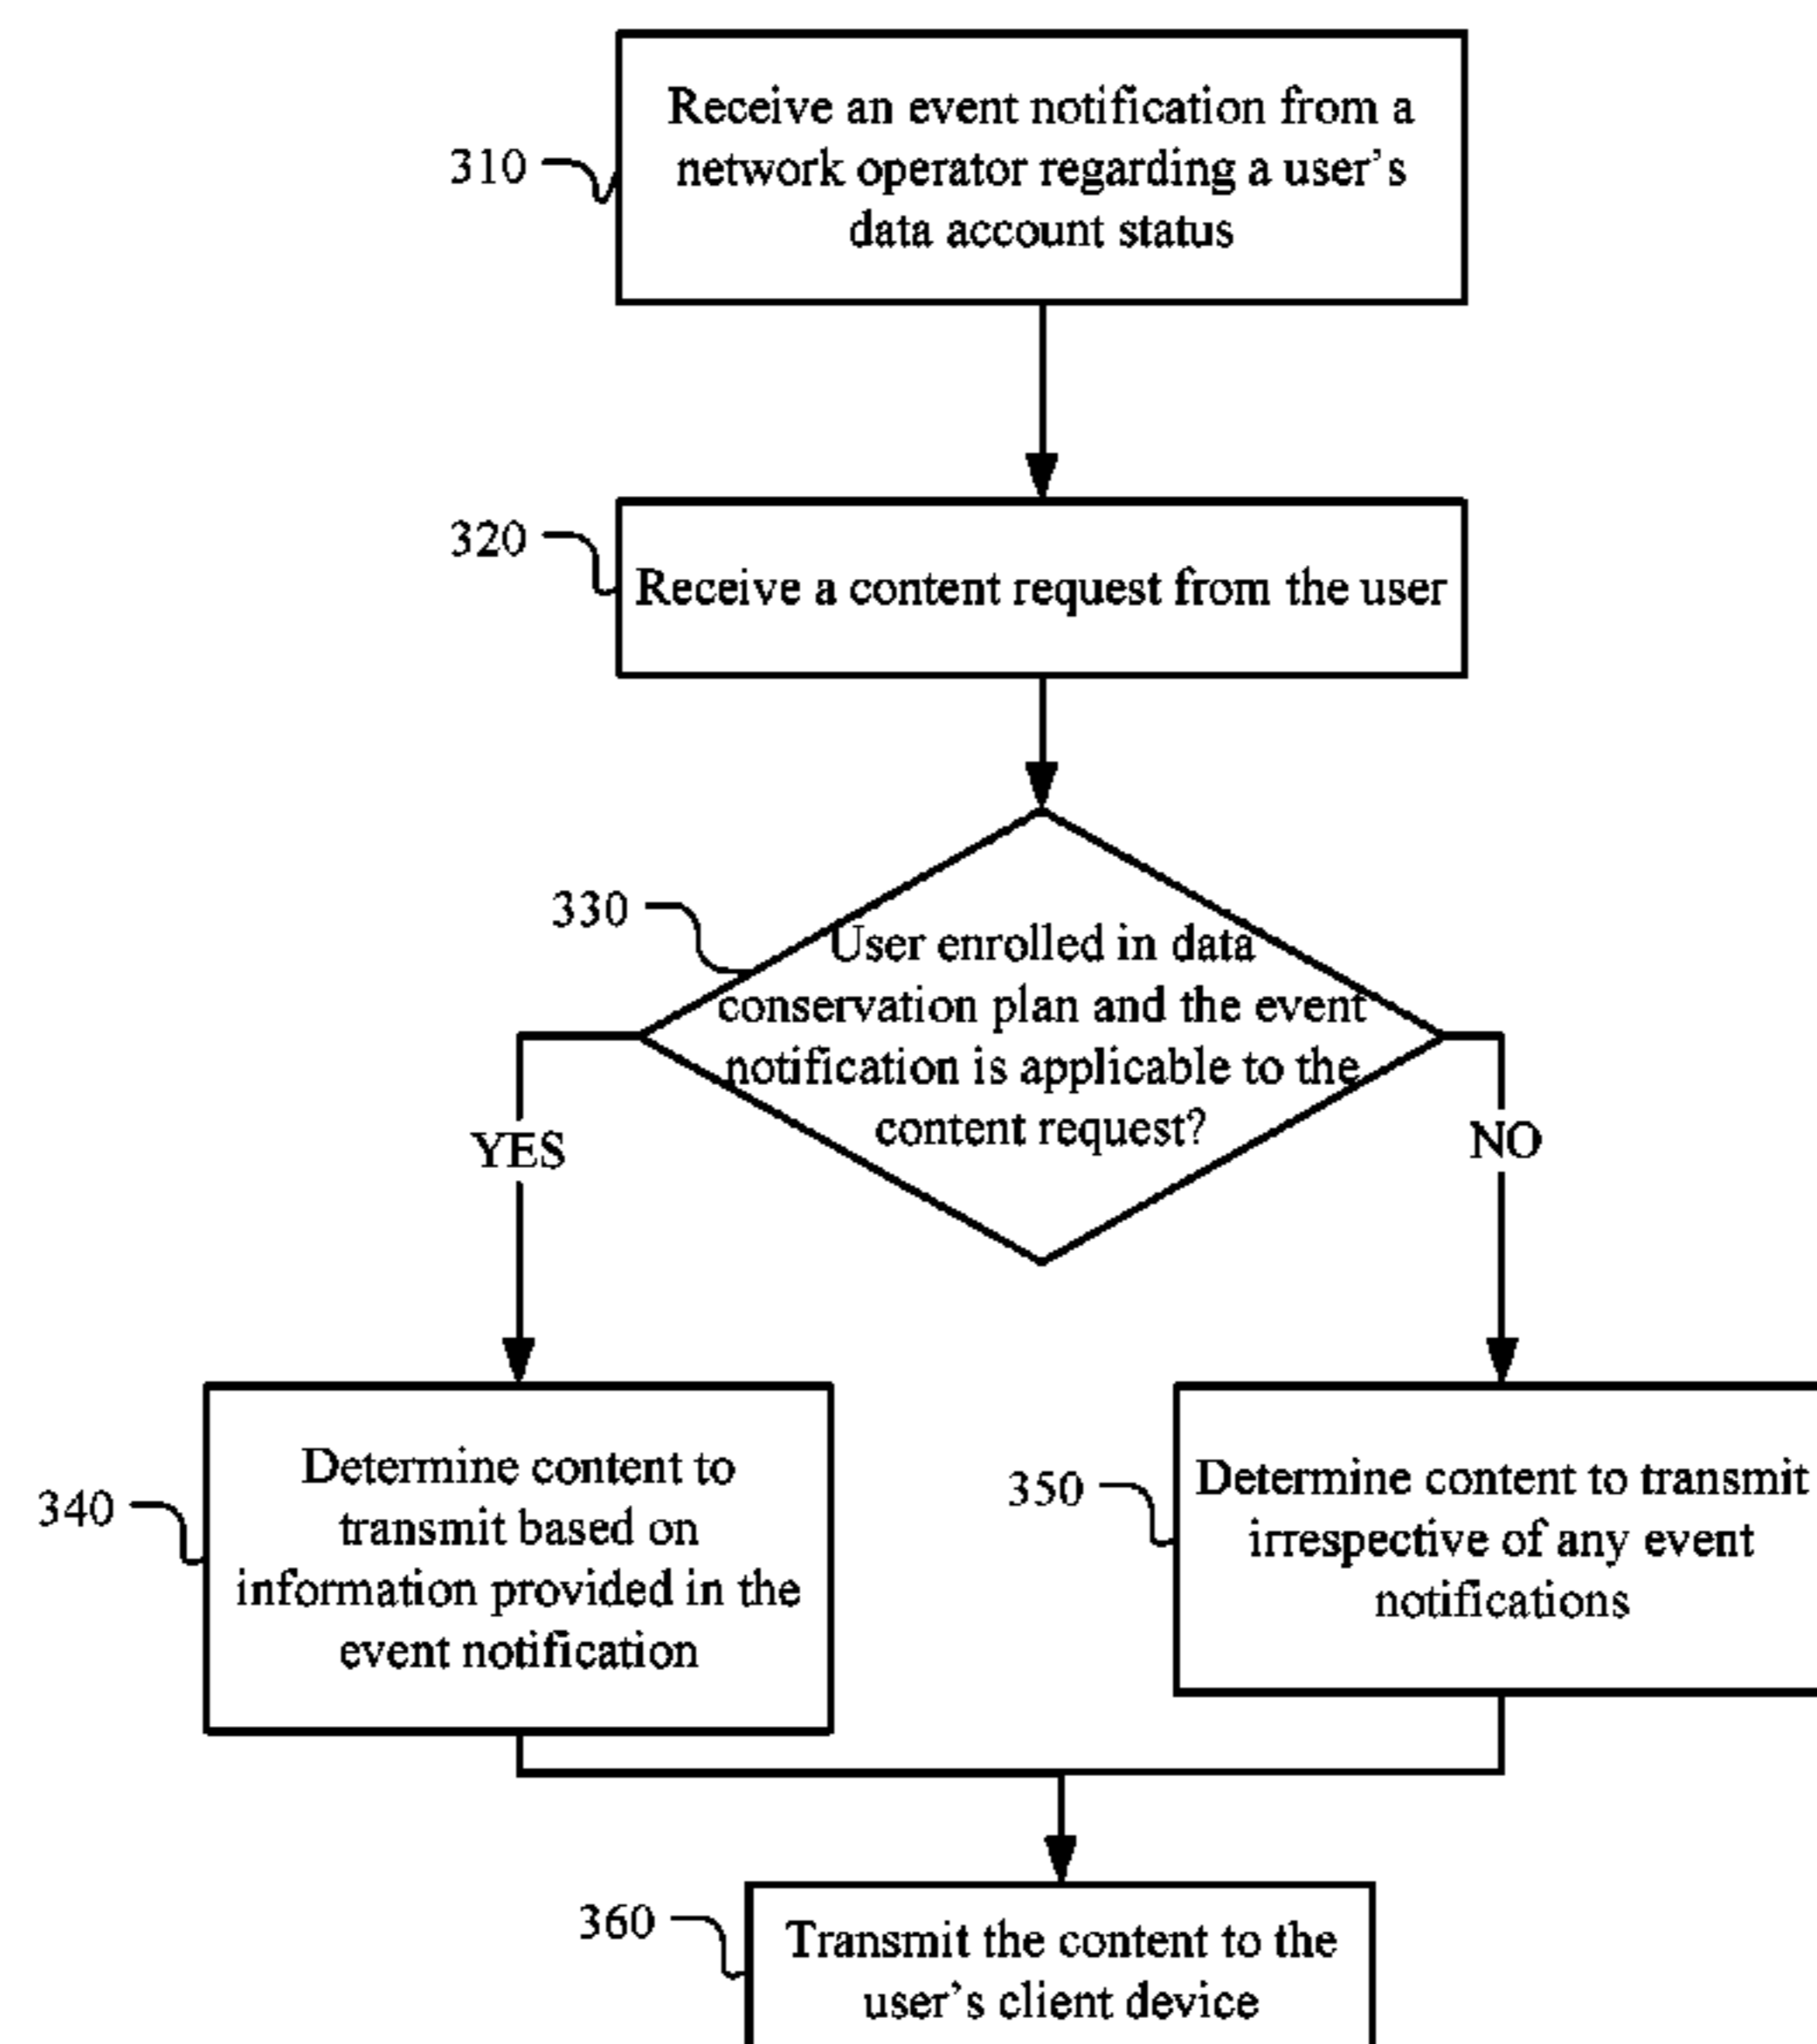 Receive an event notification from a
network operator regarding a user's
data account status
310
320
Receive a content request from the user
330
User enrolled in data
conservation plan and the event
notification is applicable to the
content request?
YES
NO
340
Determine content to
transmit based on
information provided in the
event notification
350
Determine content to transmit
irrespective of any event
notifications
360
Transmit the content to the
user's client device